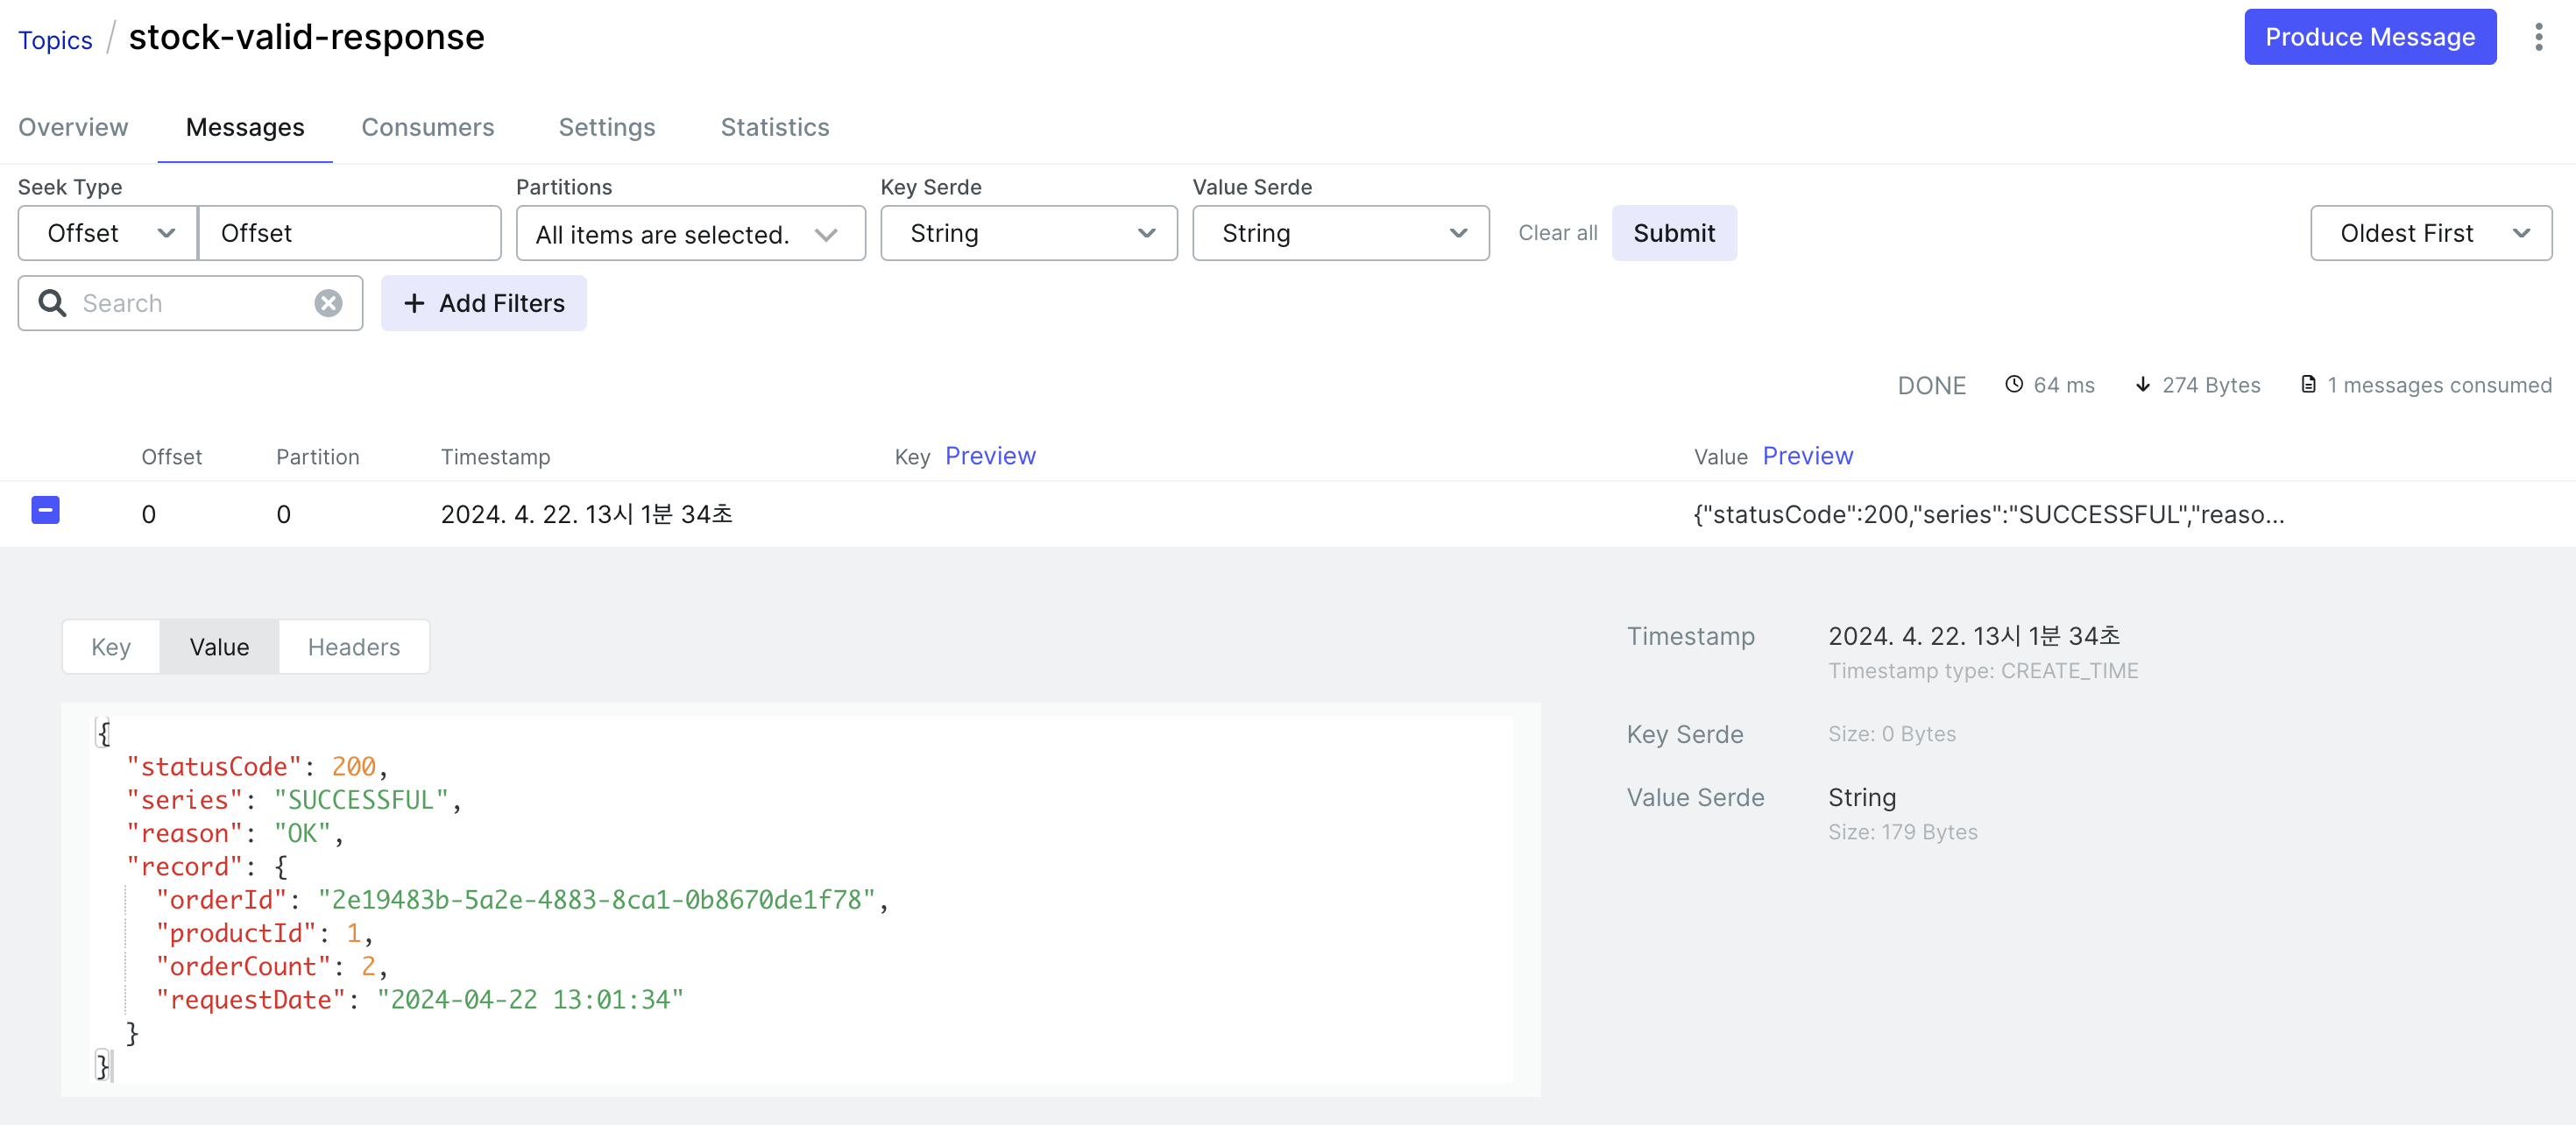 Topics / stock-valid-response
Produce Message
Overview Messages Consumers Settings Statistics
Seek Type Partitions Key Serde Value Serde
Offset Offset All items are selected. String String Clear all Submit Oldest First
Search + Add Filters
DONE 64 ms 274 Bytes 1 messages consumed
Offset Partition Timestamp Key Preview Value Preview
0 0 2024. 4. 22. 13시 1분 34초 {"statusCode":200,"series":"SUCCESSFUL","reaso...
Key Value Headers
{
"statusCode": 200,
"series": "SUCCESSFUL",
"reason": "OK",
"record": {
"orderId": "2e19483b-5a2e-4883-8ca1-0b8670de1f78",
"productId": 1,
"orderCount": 2,
"requestDate": "2024-04-22 13:01:34"
}
}
Timestamp 2024. 4. 22. 13시 1분 34초
Timestamp type: CREATE_TIME
Key Serde Size: 0 Bytes
Value Serde String
Size: 179 Bytes